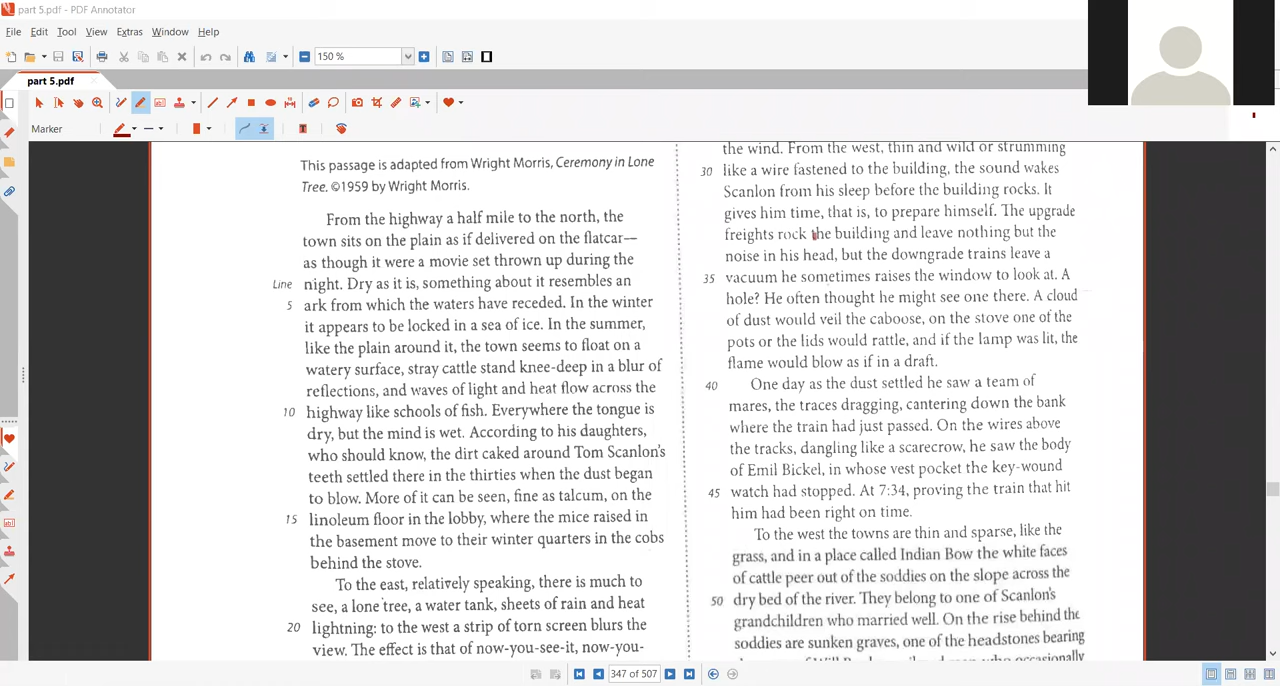 part 5.pdf - PDF Annotator
File Edit Tool View Extras Window Help
150 %
part 5.pdf
Marker
This passage is adapted from Wright Morris, Ceremony in Lone
Tree. ©1959 by Wright Morris.
From the highway a half mile to the north, the
town sits on the plain as if delivered on the flatcar—
as though it were a movie set thrown up during the
Line night. Dry as it is, something about it resembles an
5 ark from which the waters have receded. In the winter
it appears to be locked in a sea of ice. In the summer,
like the plain around it, the town seems to float on a
watery surface, stray cattle stand knee-deep in a blur of
reflections, and waves of light and heat flow across the
10 highway like schools of fish. Everywhere the tongue is
dry, but the mind is wet. According to his daughters,
who should know, the dirt caked around Tom Scanlon's
teeth settled there in the thirties when the dust began
to blow. More of it can be seen, fine as talcum, on the
15 linoleum floor in the lobby, where the mice raised in
the basement move to their winter quarters in the cobs
behind the stove.
To the east, relatively speaking, there is much to
see, a lone tree, a water tank, sheets of rain and heat
20 lightning: to the west a strip of torn screen blurs the
view. The effect is that of now-you-see-it, now-you-
the wind. From the west, thin and wild or strumming
30 like a wire fastened to the building, the sound wakes
Scanlon from his sleep before the building rocks. It
gives him time, that is, to prepare himself. The upgrade
freights rock the building and leave nothing but the
noise in his head, but the downgrade trains leave a
35 vacuum he sometimes raises the window to look at. A
hole? He often thought he might see one there. A cloud
of dust would veil the caboose, on the stove one of the
pots or the lids would rattle, and if the lamp was lit, the
flame would blow as if in a draft.
40 One day as the dust settled he saw a team of
mares, the traces dragging, cantering down the bank
where the train had just passed. On the wires above
the tracks, dangling like a scarecrow, he saw the body
of Emil Bickel, in whose vest pocket the key-wound
45 watch had stopped. At 7:34, proving the train that hit
him had been right on time.
To the west the towns are thin and sparse, like the
grass, and in a place called Indian Bow the white faces
of cattle peer out of the soddies on the slope across the
50 dry bed of the river. They belong to one of Scanlon's
grandchildren who married well. On the rise behind the
soddies are sunken graves, one of the headstones bearing
who occasionally
347 of 507